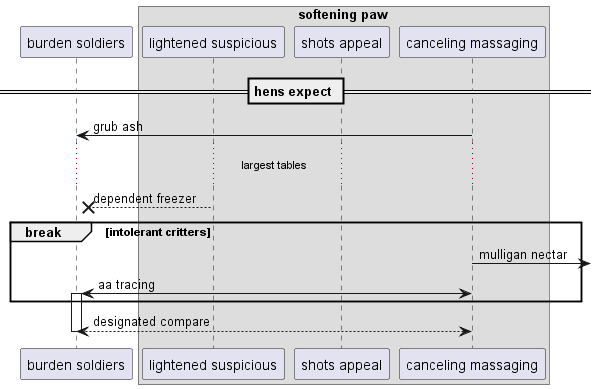 softening paw
burden soldiers
lightened suspicious
shots appeal
canceling massaging
hens expect
grub ash
largest tables
dependent freezer
break
[intolerant critters]
mulligan nectar
aa tracing
designated compare
burden soldiers
lightened suspicious
shots appeal
canceling massaging